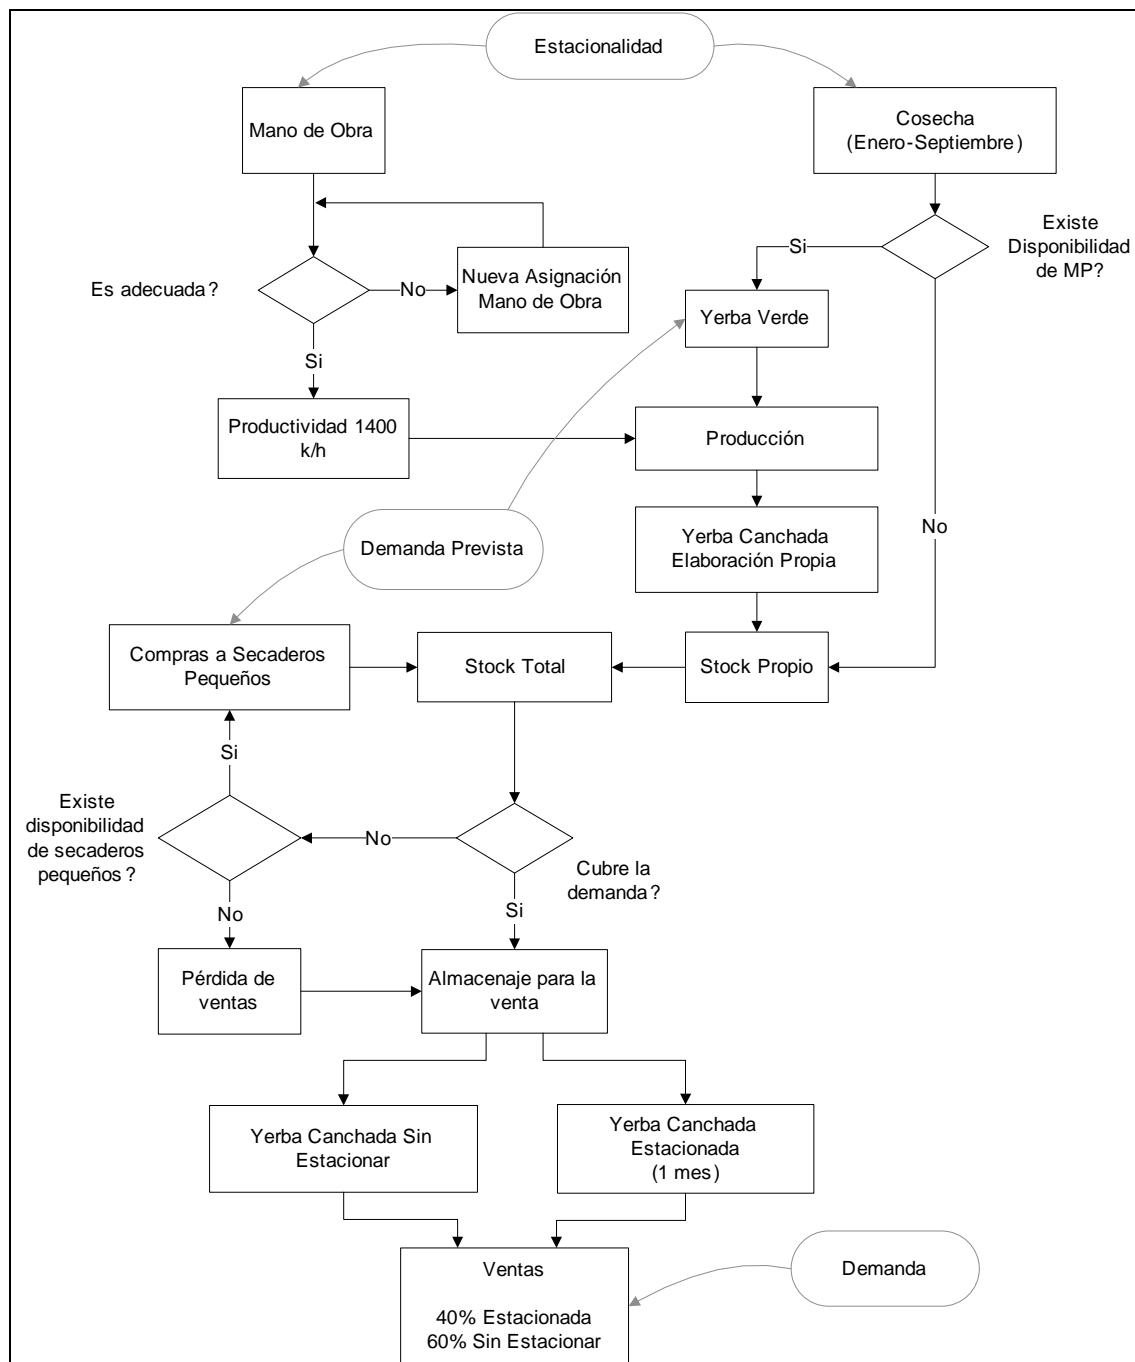 Estacionalidad
Mano de Obra
Cosecha
(Enero-Septiembre)
Existe
Disponibilidad
de MP?
Si
Es adecuada?
No
Nueva Asignación
Mano de Obra
Yerba Verde
Si
Productividad 1400
k/h
Producción
Yerba Canchada
Elaboración Propia
No
Demanda Prevista
Compras a Secaderos
Pequeños
Stock Total
Stock Propio
Si
Existe
disponibilidad
de secaderos
pequeños?
No
Cubre la
demanda?
No
Si
Pérdida de
ventas
Almacenaje para la
venta
Yerba Canchada Sin
Estacionar
Yerba Canchada
Estacionada
(1 mes)
Ventas
40% Estacionada
60% Sin Estacionar
Demanda